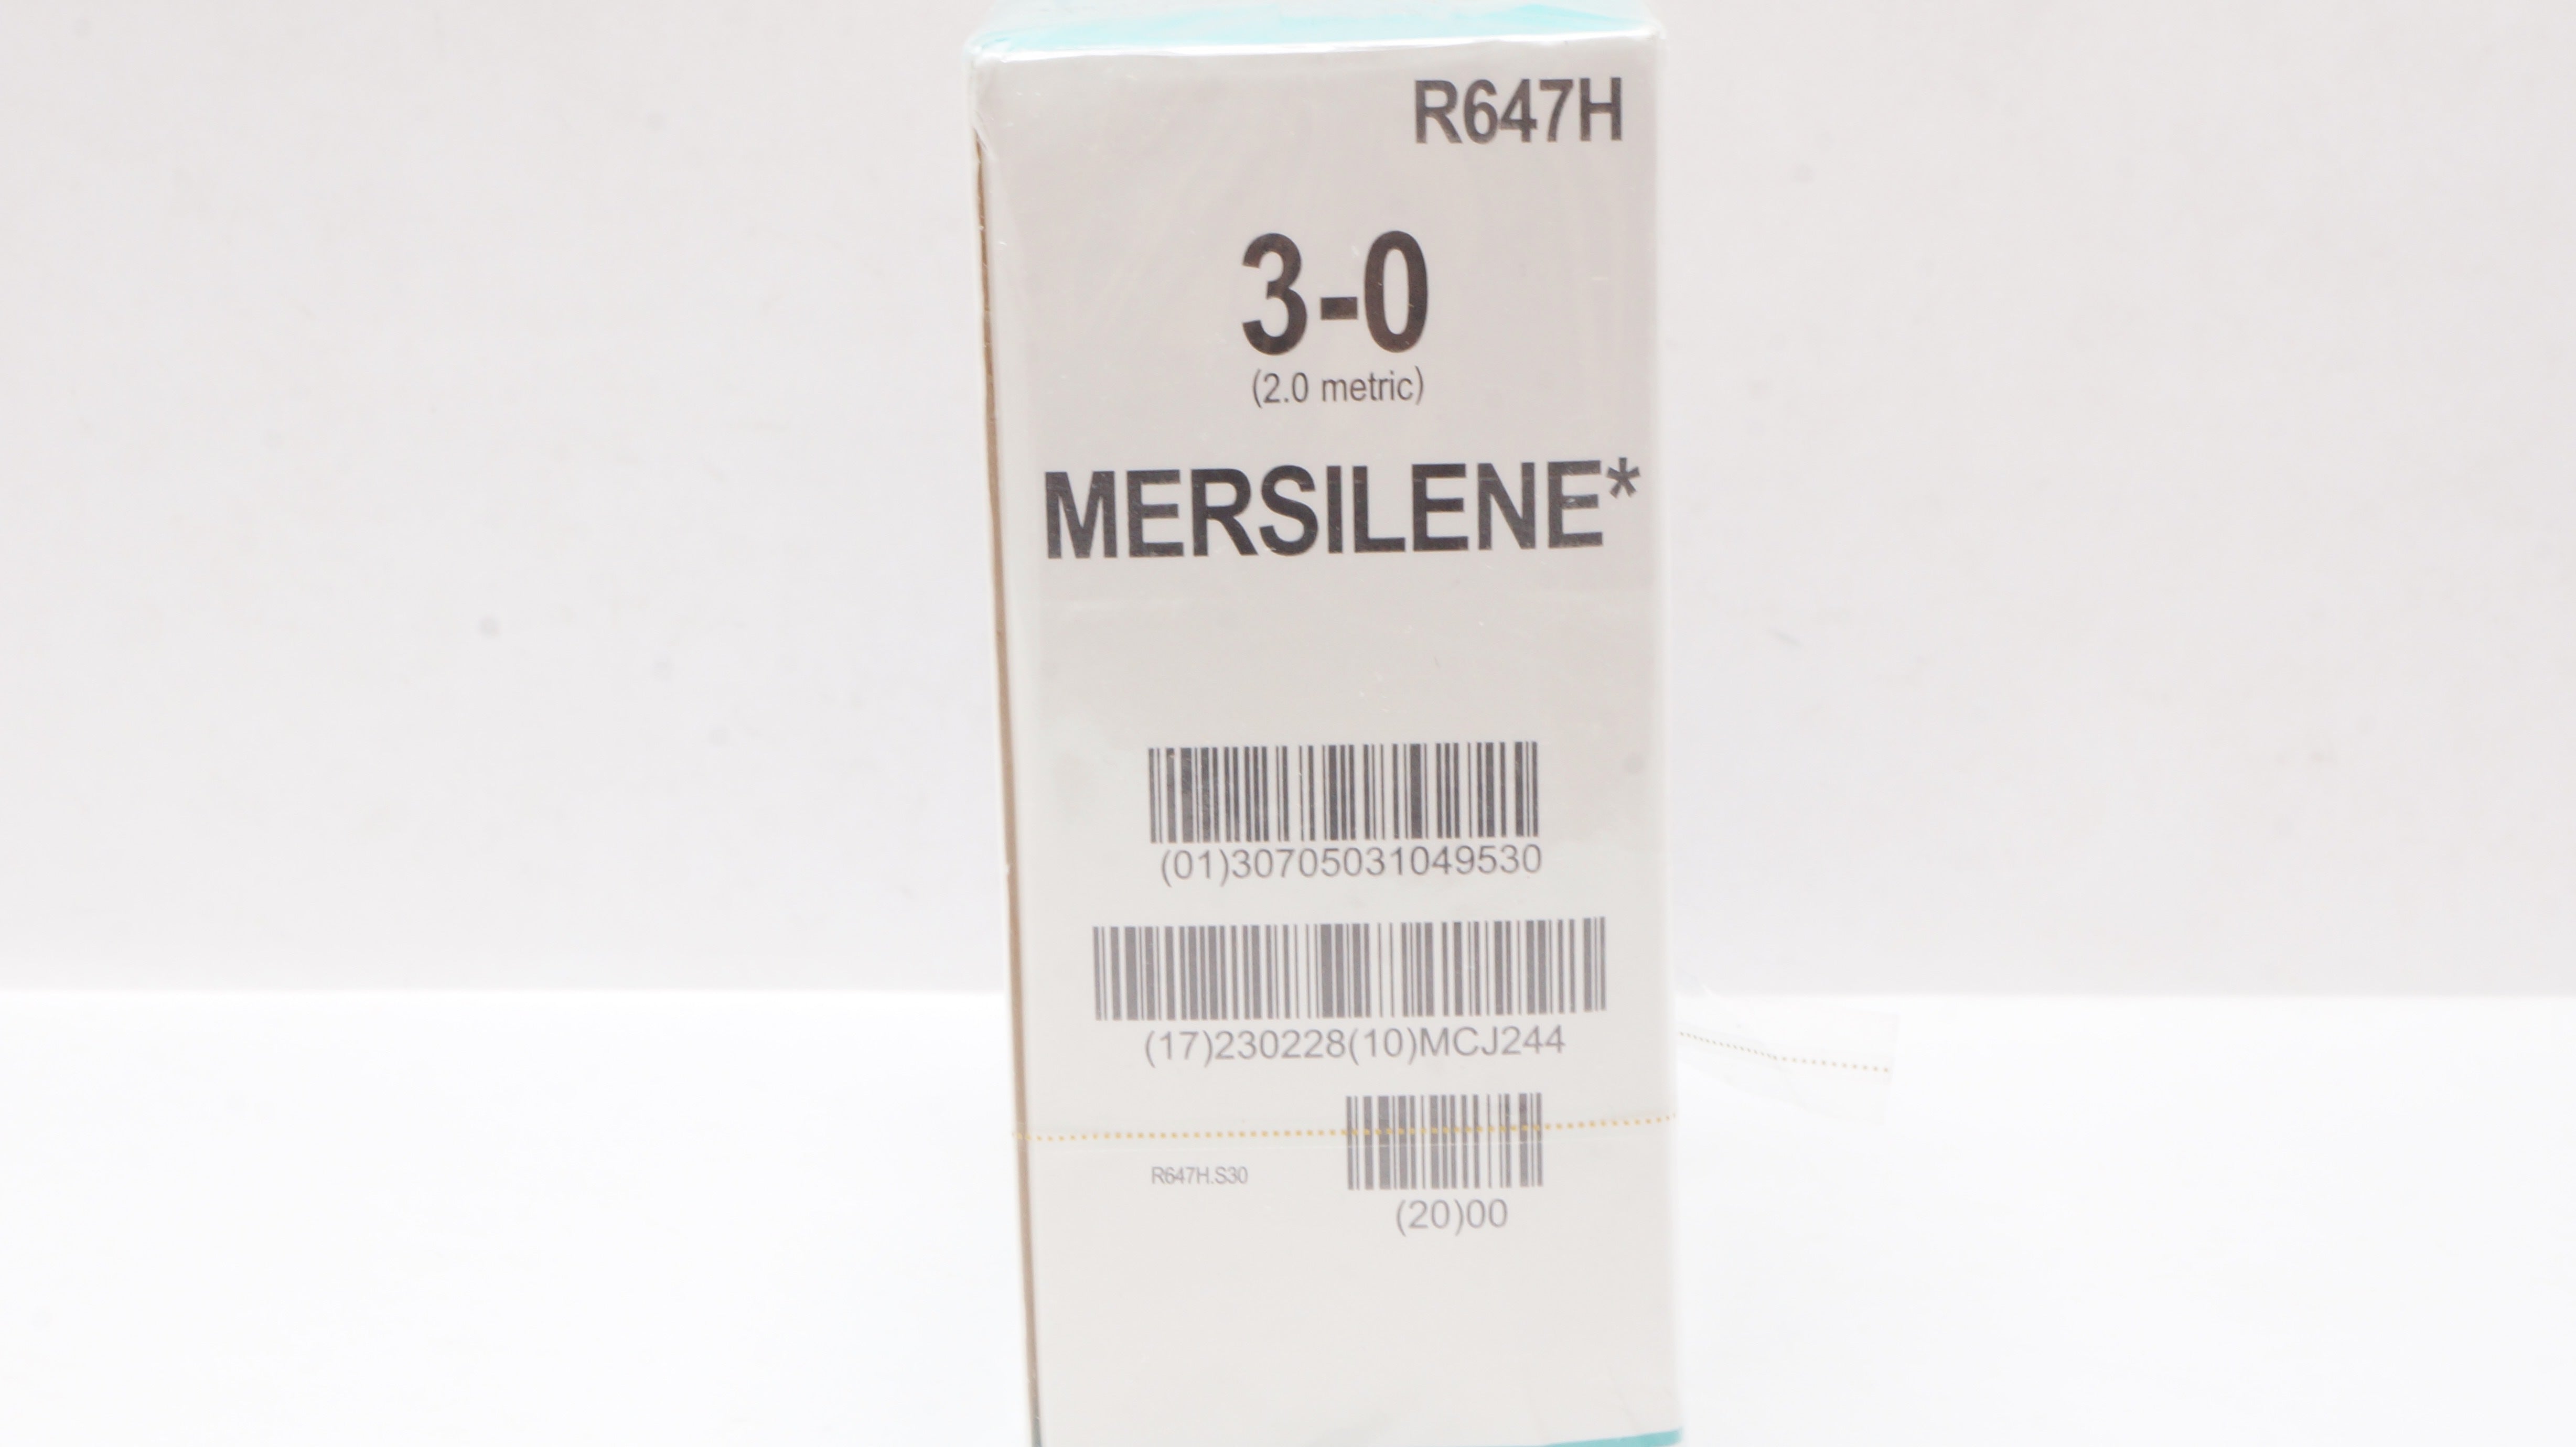 R647H
3-0
(2.0 metric)
MERSILENE*
(01)30705031049530
(17)230228(10)MCJ244
R647H.S30
(20)00